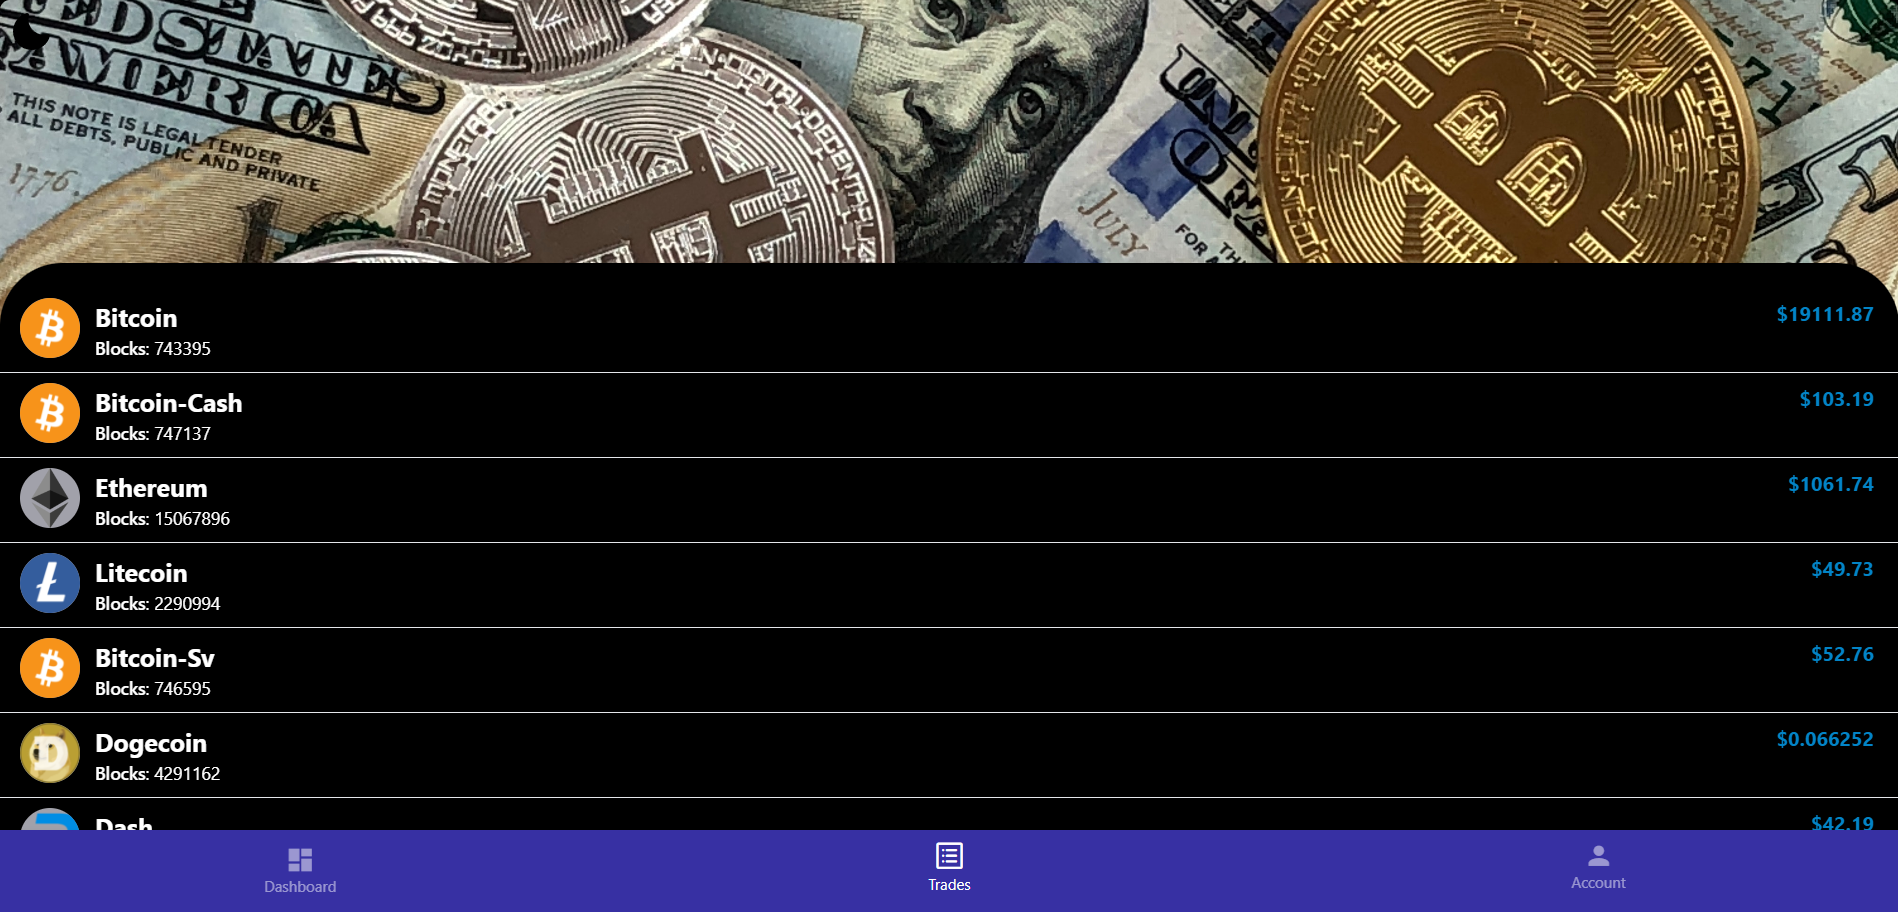 UNITED STATES
AMERICA
THIS NOTE IS LEGAL TENDER
ALL DEBTS, PUBLIC AND PRIVATE
1776.
JULY
FOR
Bitcoin
$19111.87
Blocks: 743395
Bitcoin-Cash
$103.19
Blocks: 747137
Ethereum
$1061.74
Blocks: 15067896
Litecoin
$49.73
Blocks: 2290994
Bitcoin-Sv
$52.76
Blocks: 746595
Dogecoin
$0.066252
Blocks: 4291162
Dash
$42.19
Dashboard
Trades
Account